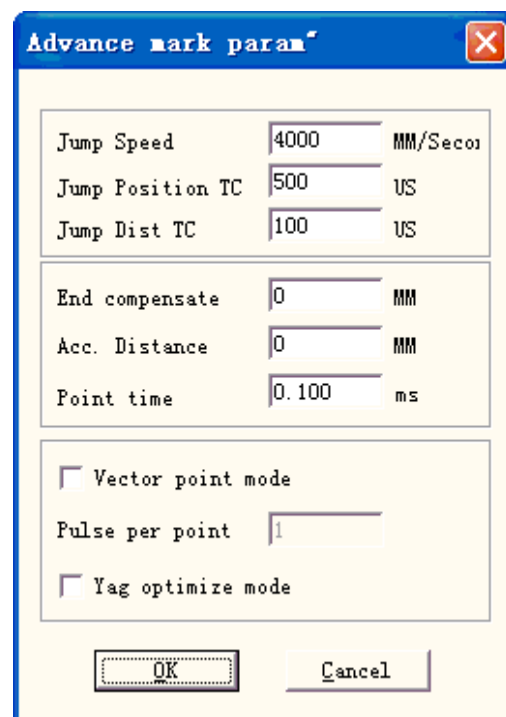 Advance mark param
Jump Speed 4000 MM/Secon
Jump Position TC 500 US
Jump Dist TC 100 US
End compensate 0 MM
Acc. Distance 0 MM
Point time 0.100 ms
Vector point mode
Pulse per point 1
Yag optimize mode
OK Cancel